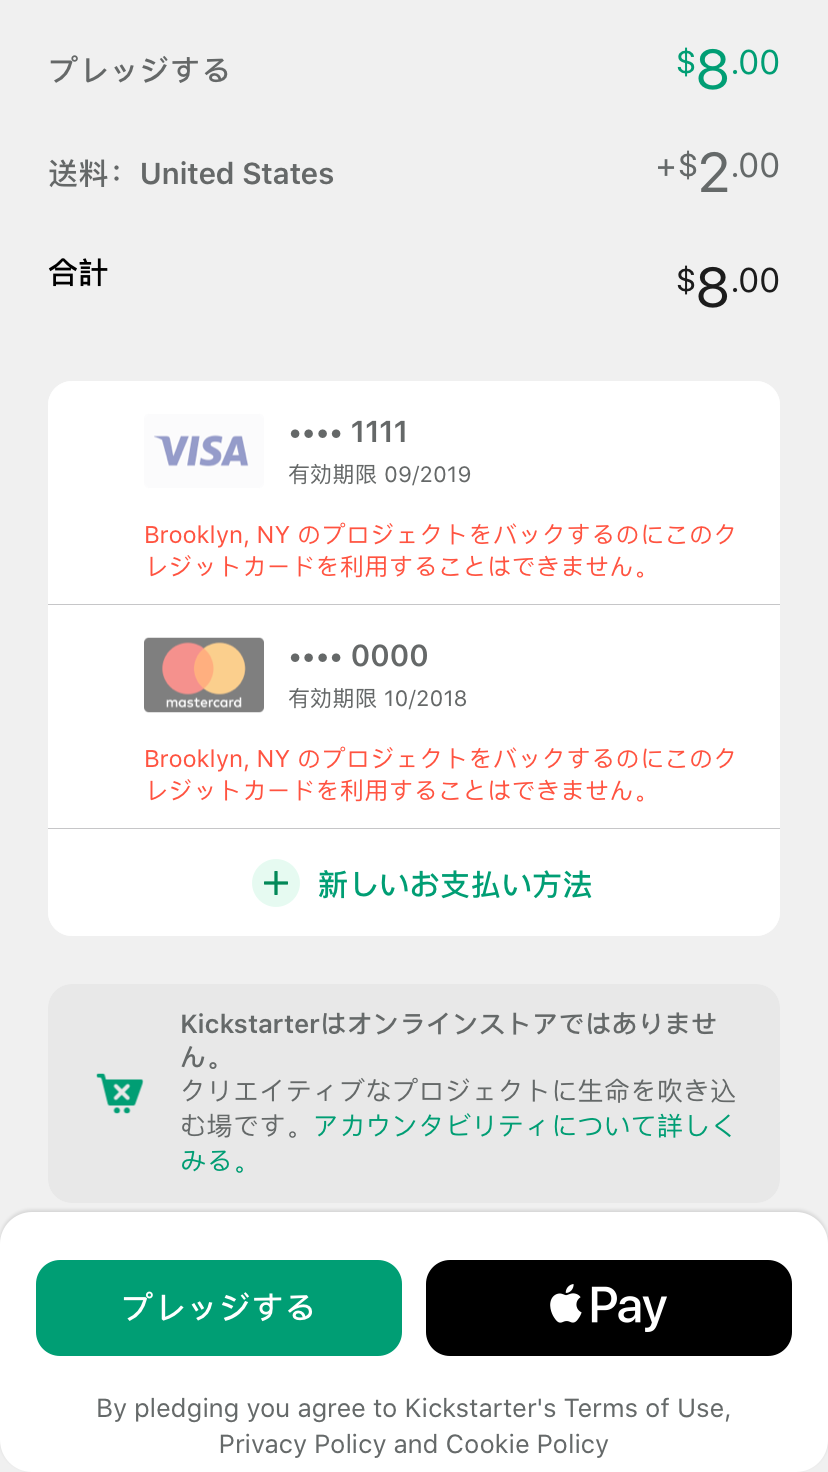 プレッジする $8.00
送料: United States +$2.00
合計 $8.00
VISA •••• 1111
有効期限 09/2019
Brooklyn, NY のプロジェクトをバックするのにこのク
レジットカードを利用することはできません。
•••• 0000
mastercard 有効期限 10/2018
Brooklyn, NY のプロジェクトをバックするのにこのク
レジットカードを利用することはできません。
+ 新しいお支払い方法
Kickstarterはオンラインストアではありませ
ん。
クリエイティブなプロジェクトに生命を吹き込
む場です。アカウンタビリティについて詳しく
みる。
プレッジする Pay
By pledging you agree to Kickstarter's Terms of Use,
Privacy Policy and Cookie Policy